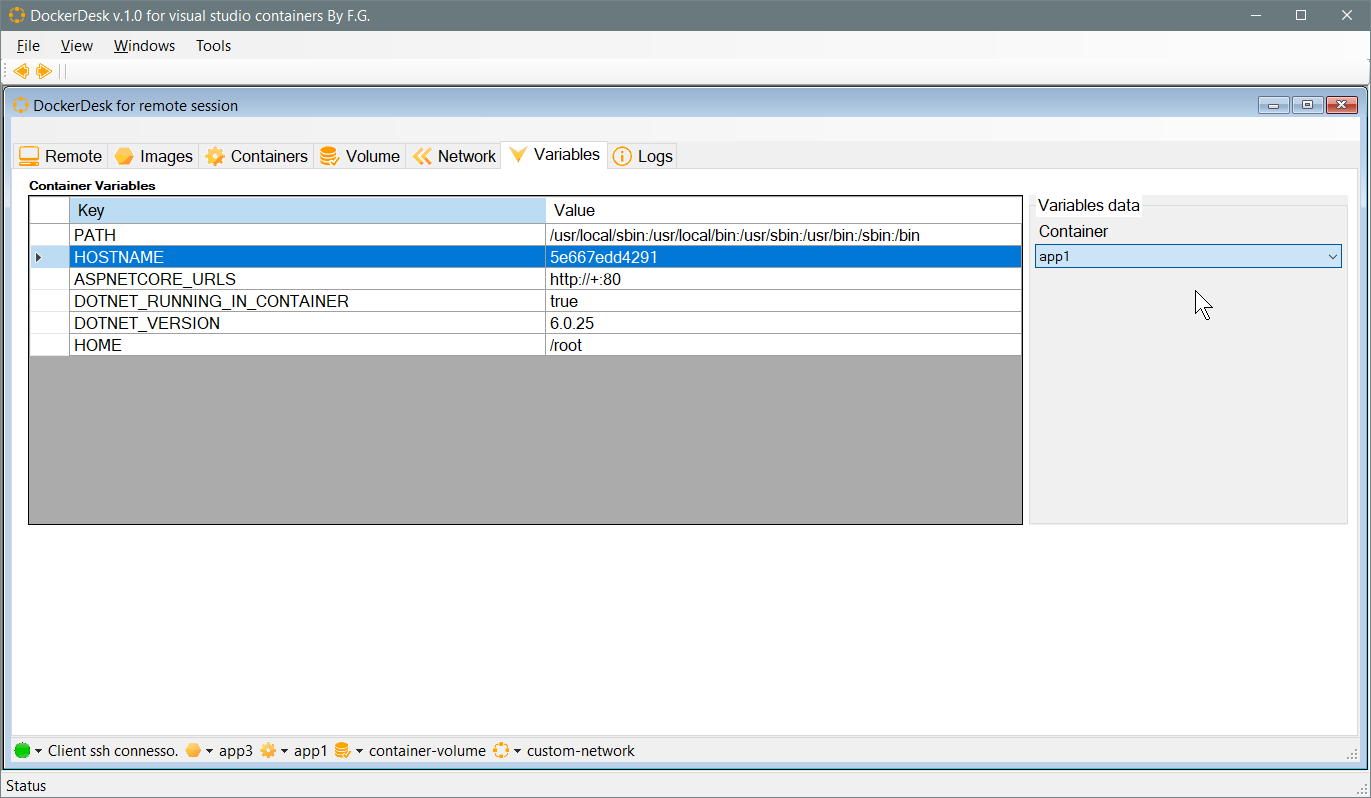 DockerDesk v.1.0 for visual studio containers By F.G.
File View Windows Tools
DockerDesk for remote session
Remote Images Containers Volume Network Variables Logs
Container Variables
Variables data
Key Value
Container
PATH /usr/local/sbin:/usr/local/bin:/usr/sbin:/usr/bin:/sbin:/bin
HOSTNAME 5e667edd4291
app1
ASPNETCORE_URLS http://+:80
DOTNET_RUNNING_IN_CONTAINER true
DOTNET_VERSION 6.0.25
HOME /root
Client ssh connesso. app3 app1 container-volume custom-network
Status